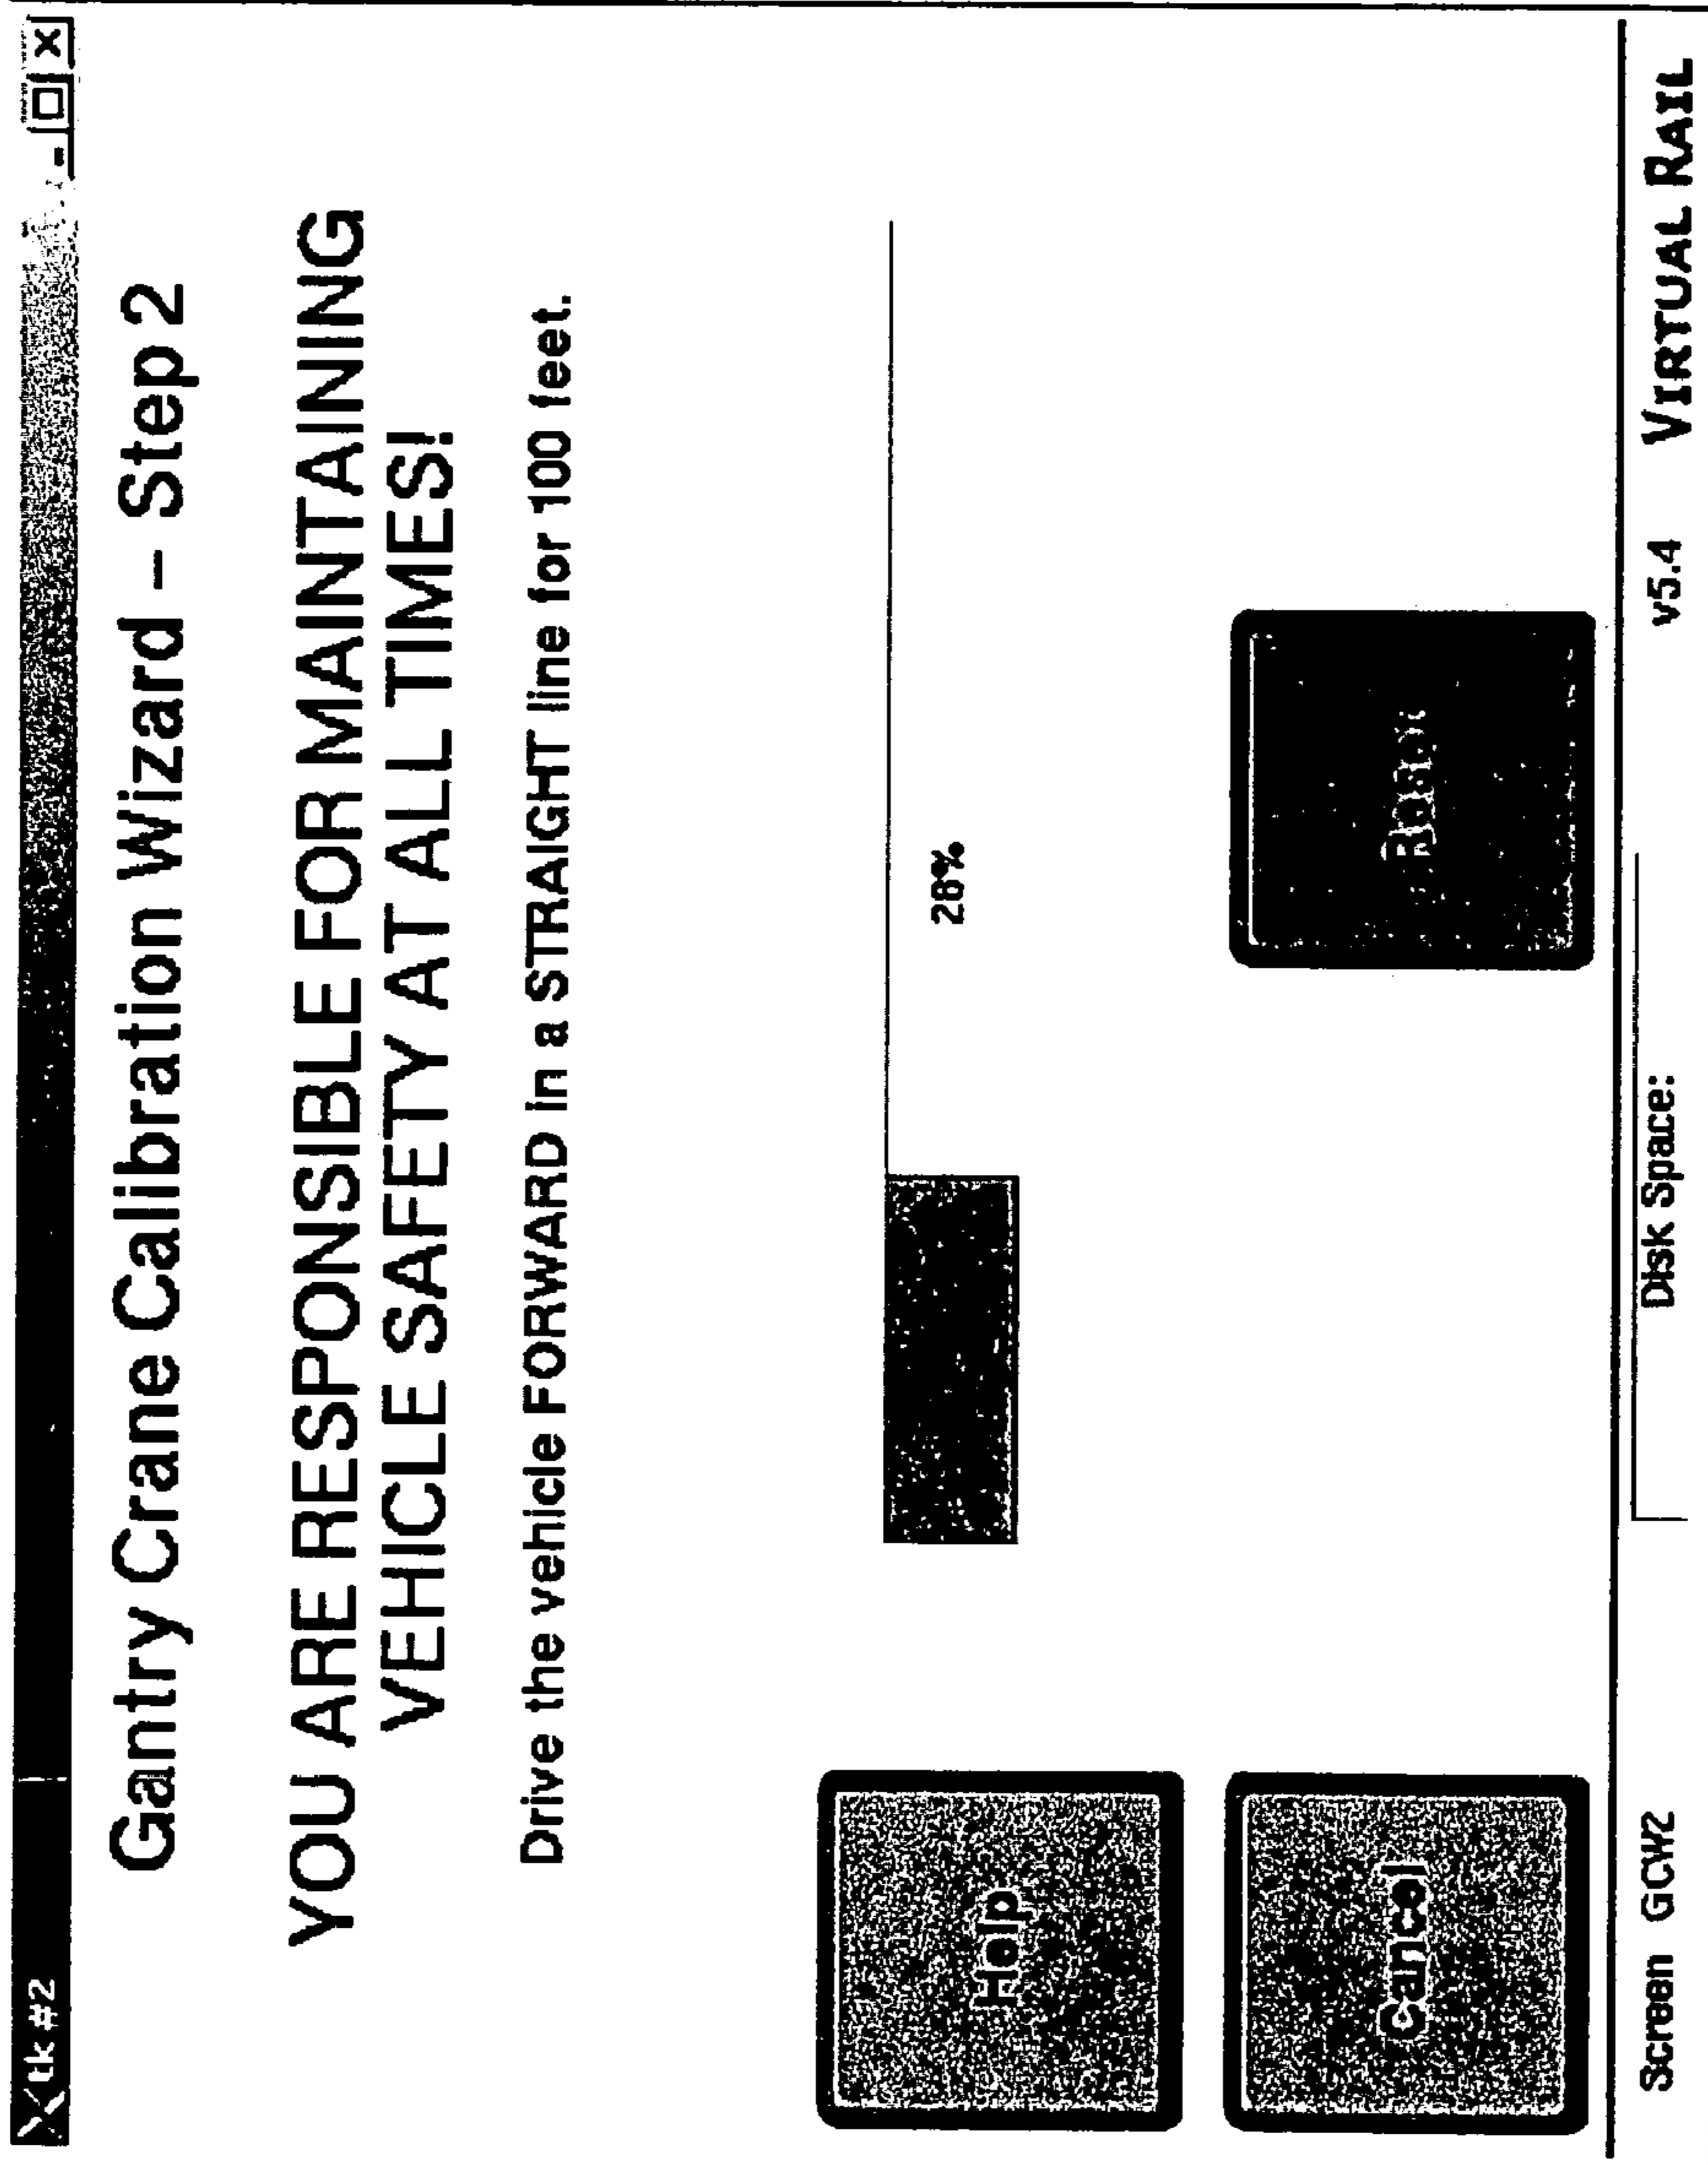 tk #2
Gantry Crane Calibration Wizard – Step 2
YOU ARE RESPONSIBLE FOR MAINTAINING
VEHICLE SAFETY AT ALL TIMES!
Drive the vehicle FORWARD in a STRAIGHT line for 100 feet.
28%
Help
Cancel
Screen GCW2
Disk Space:
v5.4
VIRTUAL RAIL